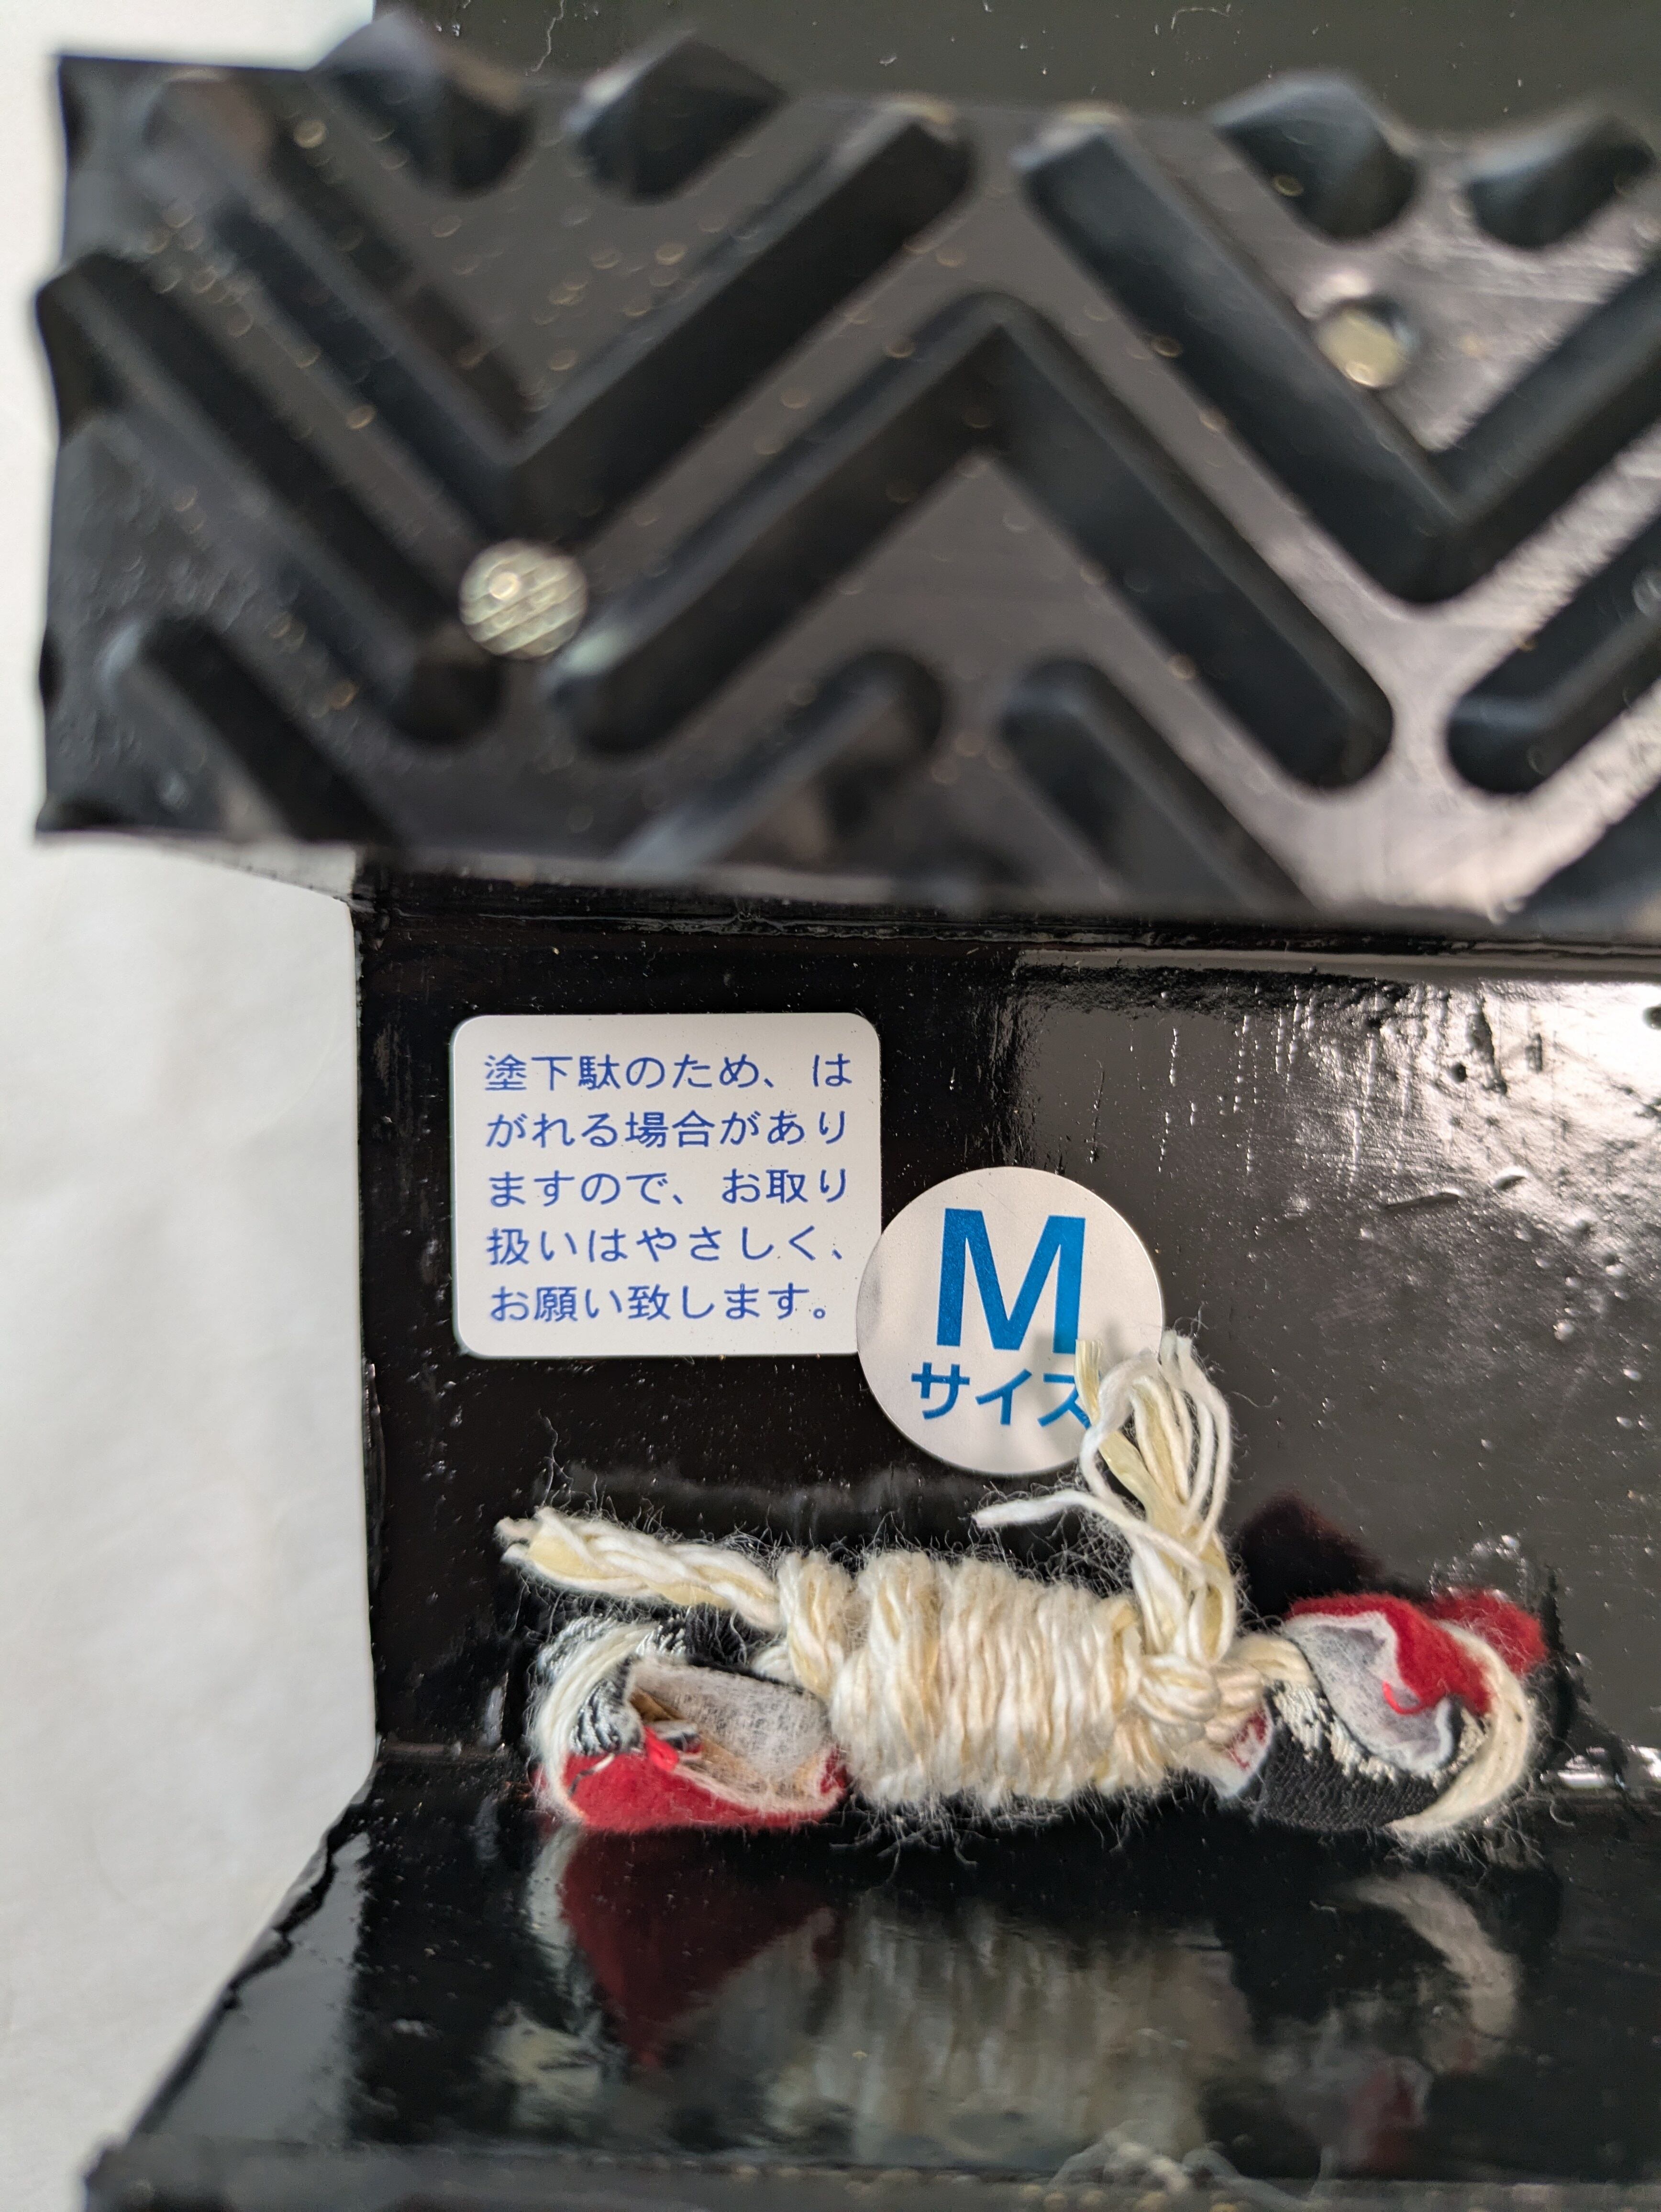 塗下駄のため、は
がれる場合があり
ますので、お取り
扱いはやさしく、
お願い致します。
M
サイズ